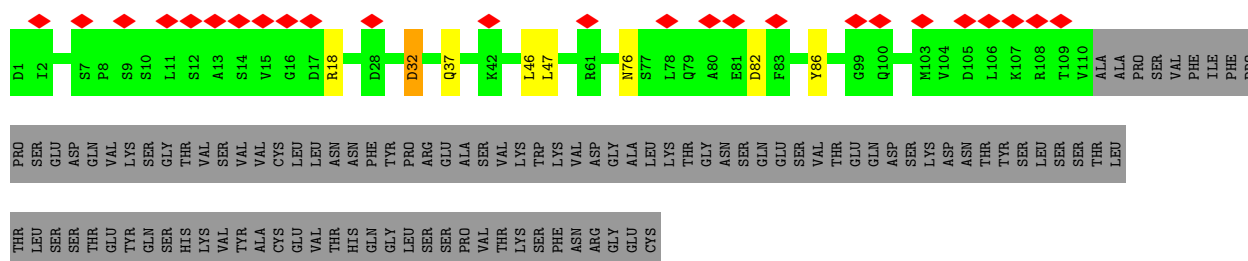 D1 I2 S7 P8 S9 S10 L11 S12 A13 S14 V15 G16 D17 R18 D28 D32 Q37 K42 L46 L47 R61 N76 S77 L78 Q79 A80 E81 D82 F83 Y86 G99 Q100 M103 V104 D105 L106 K107 R108 T109 V110 ALA ALA PRO SER VAL PHE ILE PHE PRO
PRO SER GLU ASP GLN VAL LYS SER GLY THR VAL SER VAL VAL CYS LEU LEU ASN ASN PHE TYR PRO ARG GLU ALA SER VAL LYS TRP LYS VAL ASP GLY ALA LEU LYS THR GLY ASN SER GLN GLU SER VAL THR GLU GLN ASP SER LYS ASP ASN THR TYR SER LEU SER SER THR LEU
THR LEU SER SER THR GLU TYR GLN SER HIS LYS VAL TYR ALA CYS GLU VAL THR HIS GLN GLY LEU SER SER PRO VAL THR LYS SER PHE ASN ARG GLY GLU CYS